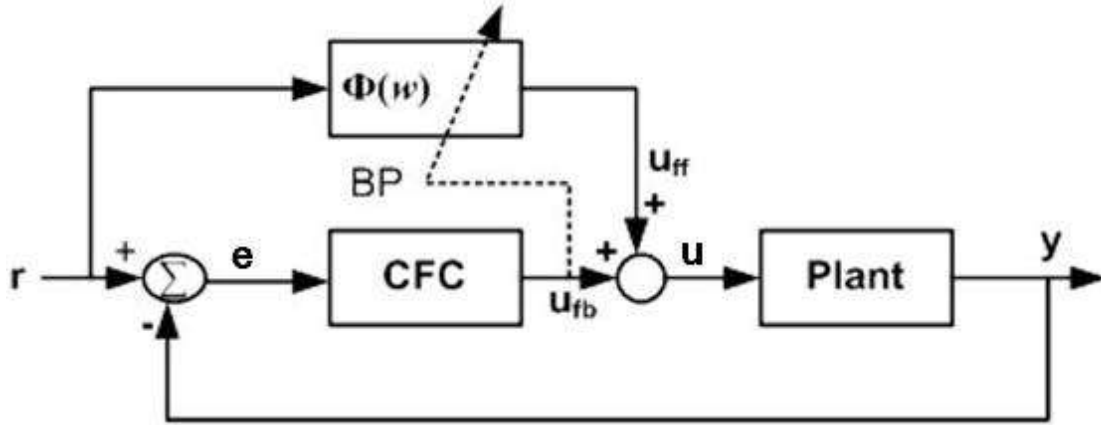 Φ(w)
BP
u_ff
+
r
+
e
CFC
+
u
Plant
y
Σ
-
u_fb